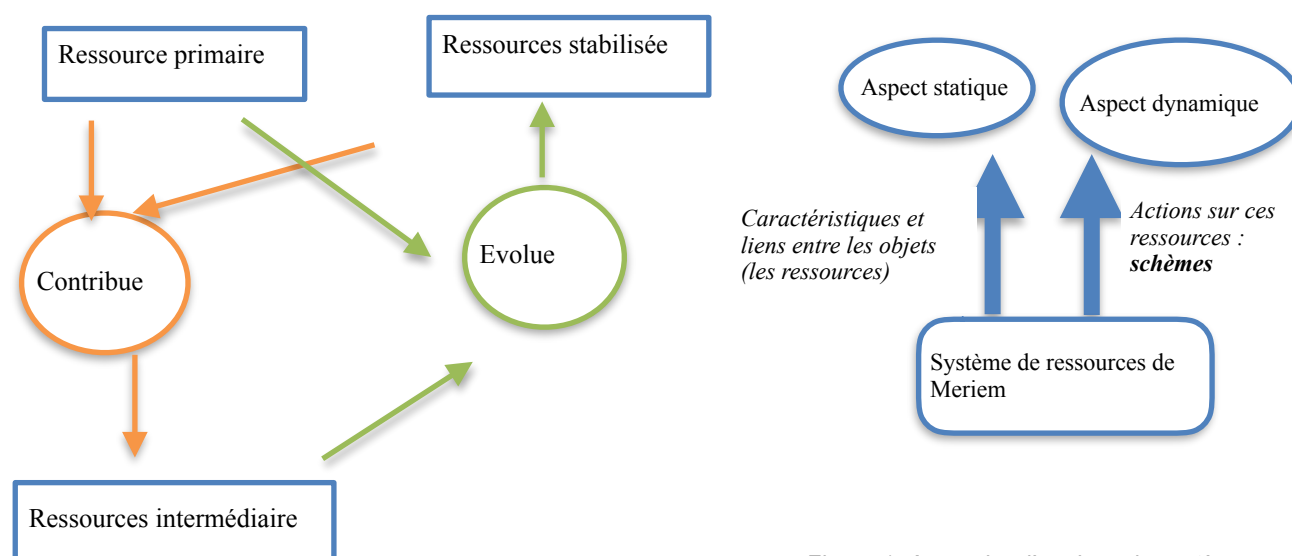 Ressource primaire
Ressources stabilisée
Contribue
Evolue
Ressources intermédiaire
Aspect statique
Aspect dynamique
Caractéristiques et
liens entre les objets
(les ressources)
Actions sur ces
ressources :
schèmes
Système de ressources de
Meriem